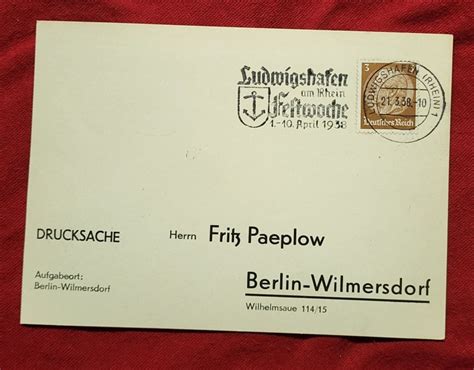 Ludwigshafen
am Rhein
Festwoche
1.-10. April 1938
3
Deutsches Reich
LUDWIGSHAFEN (RHEIN) 1
21.3.38.-10
DRUCKSACHE
Herrn Fritz Paeplow
Aufgabeort:
Berlin-Wilmersdorf
Berlin-Wilmersdorf
Wilhelmsaue 114/15